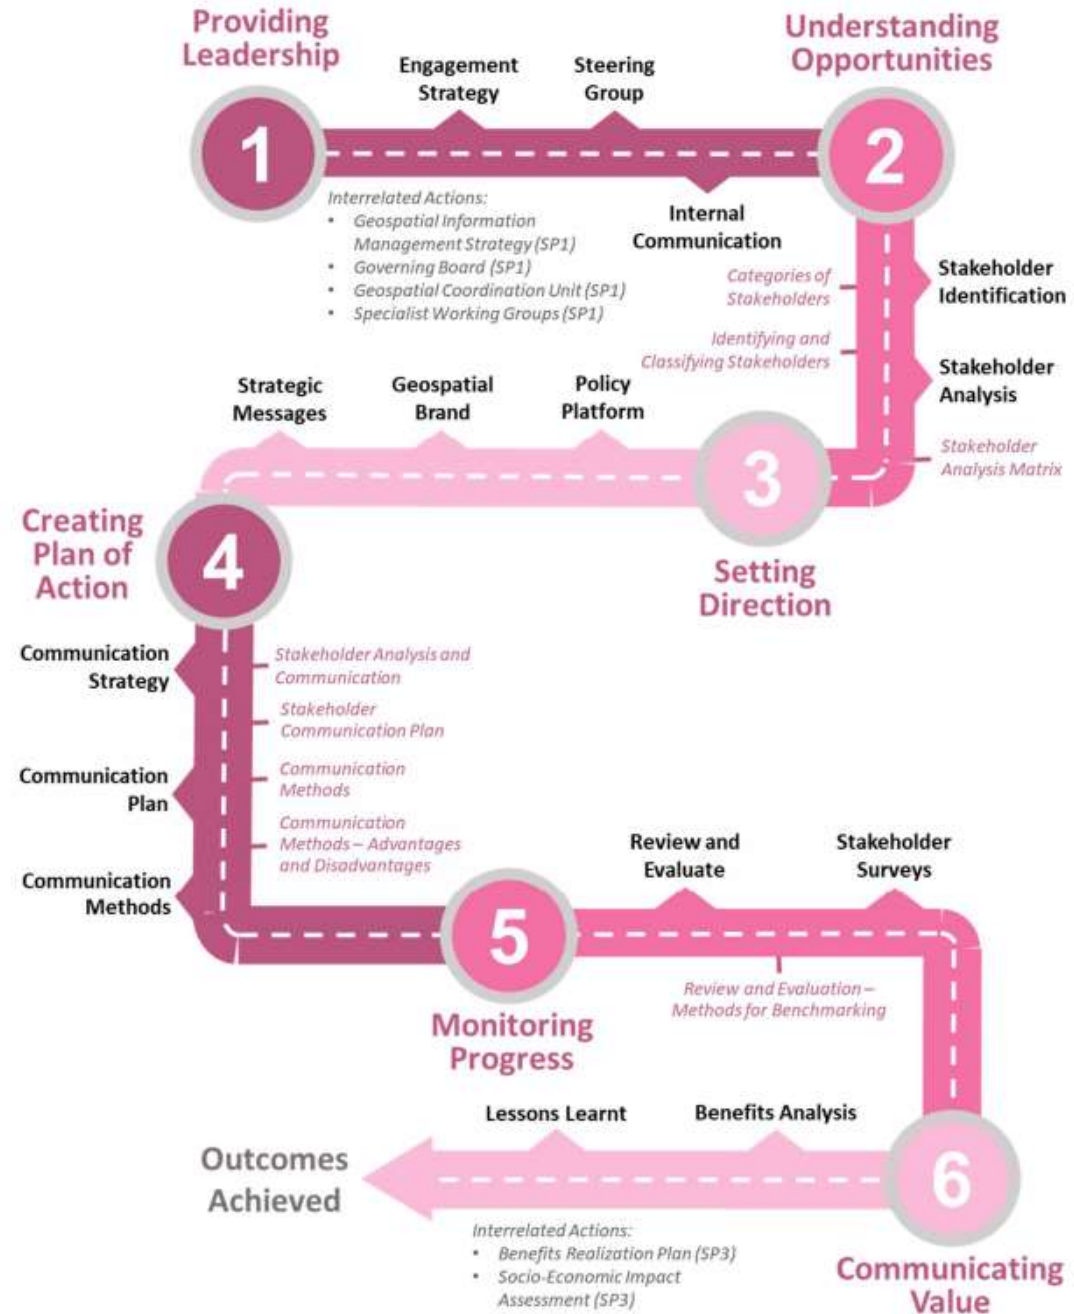 Providing
Leadership
1
Engagement
Strategy
Steering
Group
Understanding
Opportunities
2
Interrelated Actions:
• Geospatial Information
Management Strategy (SP1)
• Governing Board (SP1)
• Geospatial Coordination Unit (SP1)
• Specialist Working Groups (SP1)
Internal
Communication
Categories of
Stakeholders
Stakeholder
Identification
Identifying and
Classifying Stakeholders
Stakeholder
Analysis
Stakeholder
Analysis Matrix
3
Setting
Direction
Policy
Platform
Geospatial
Brand
Strategic
Messages
Creating
Plan of
Action
4
Communication
Strategy
Stakeholder Analysis and
Communication
Stakeholder
Communication Plan
Communication
Plan
Communication
Methods
Communication
Methods – Advantages
and Disadvantages
Communication
Methods
5
Monitoring
Progress
Review and
Evaluate
Stakeholder
Surveys
Review and Evaluation –
Methods for Benchmarking
6
Communicating
Value
Benefits Analysis
Lessons Learnt
Interrelated Actions:
• Benefits Realization Plan (SP3)
• Socio-Economic Impact
Assessment (SP3)
Outcomes
Achieved